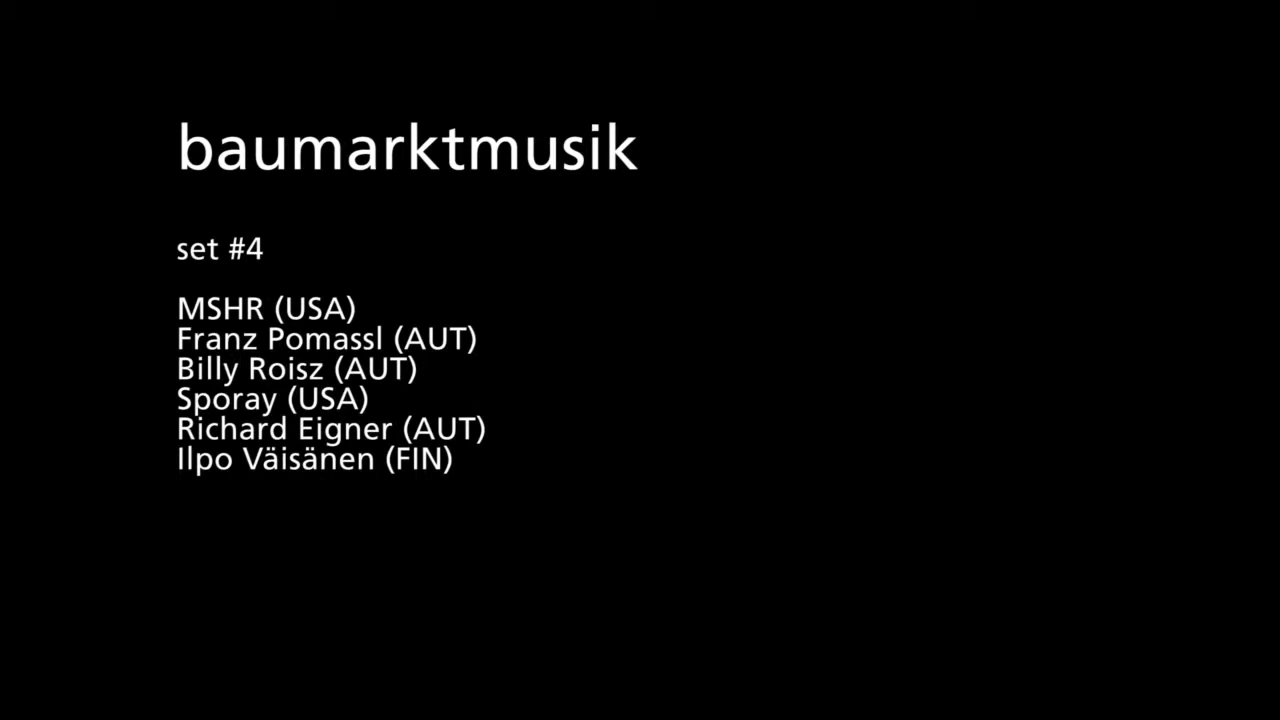 baumarktmusik
set #4
MSHR (USA)
Franz Pomassl (AUT)
Billy Roisz (AUT)
Sporay (USA)
Richard Eigner (AUT)
Ilpo Väisänen (FIN)